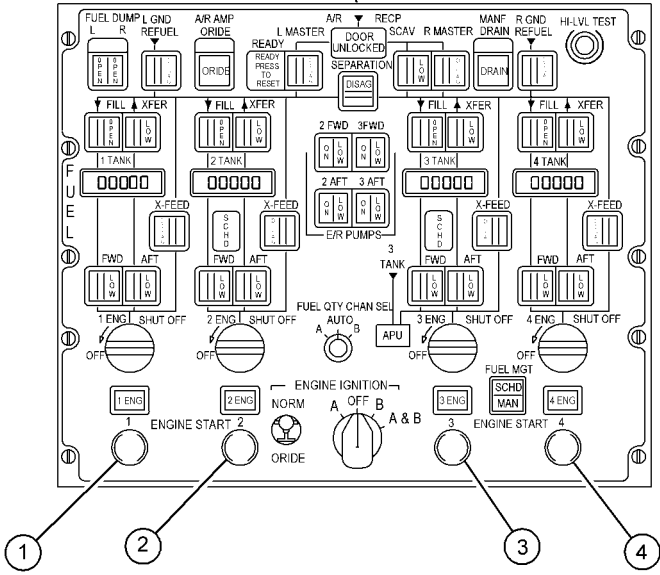 FUEL DUMP L GND A/R AMP A/R RECP MANF R GND HI-LVL TEST
L R REFUEL ORIDE L MASTER DOOR UNLOCKED SCAV R MASTER DRAIN REFUEL
OPEN OPEN ORIDE READY SEPARATION LOW DRAIN
READY PRESS TO RESET DISAG
FILL XFER FILL XFER FILL XFER FILL XFER
OPEN LOW OPEN LOW 2 FWD 3FWD OPEN LOW OPEN LOW
ON LOW ON LOW
1 TANK 2 TANK 3 TANK 4 TANK
00000 00000 2 AFT 3 AFT 00000 00000
ON LOW ON LOW
X-FEED X-FEED X-FEED X-FEED
SCHD E/R PUMPS SCHD
FUEL
3
TANK
FWD AFT FWD AFT FWD AFT FWD AFT
LOW LOW LOW LOW LOW LOW LOW LOW
FUEL QTY CHAN SEL
1 ENG SHUT OFF 2 ENG SHUT OFF AUTO 3 ENG SHUT OFF 4 ENG SHUT OFF
A B APU
OFF OFF OFF OFF
FUEL MGT
ENGINE IGNITION SCHD
1 ENG 2 ENG NORM A OFF B 3 ENG MAN 4 ENG
A & B
1 ENGINE START 2 ORIDE 3 ENGINE START 4
1 2 3 4